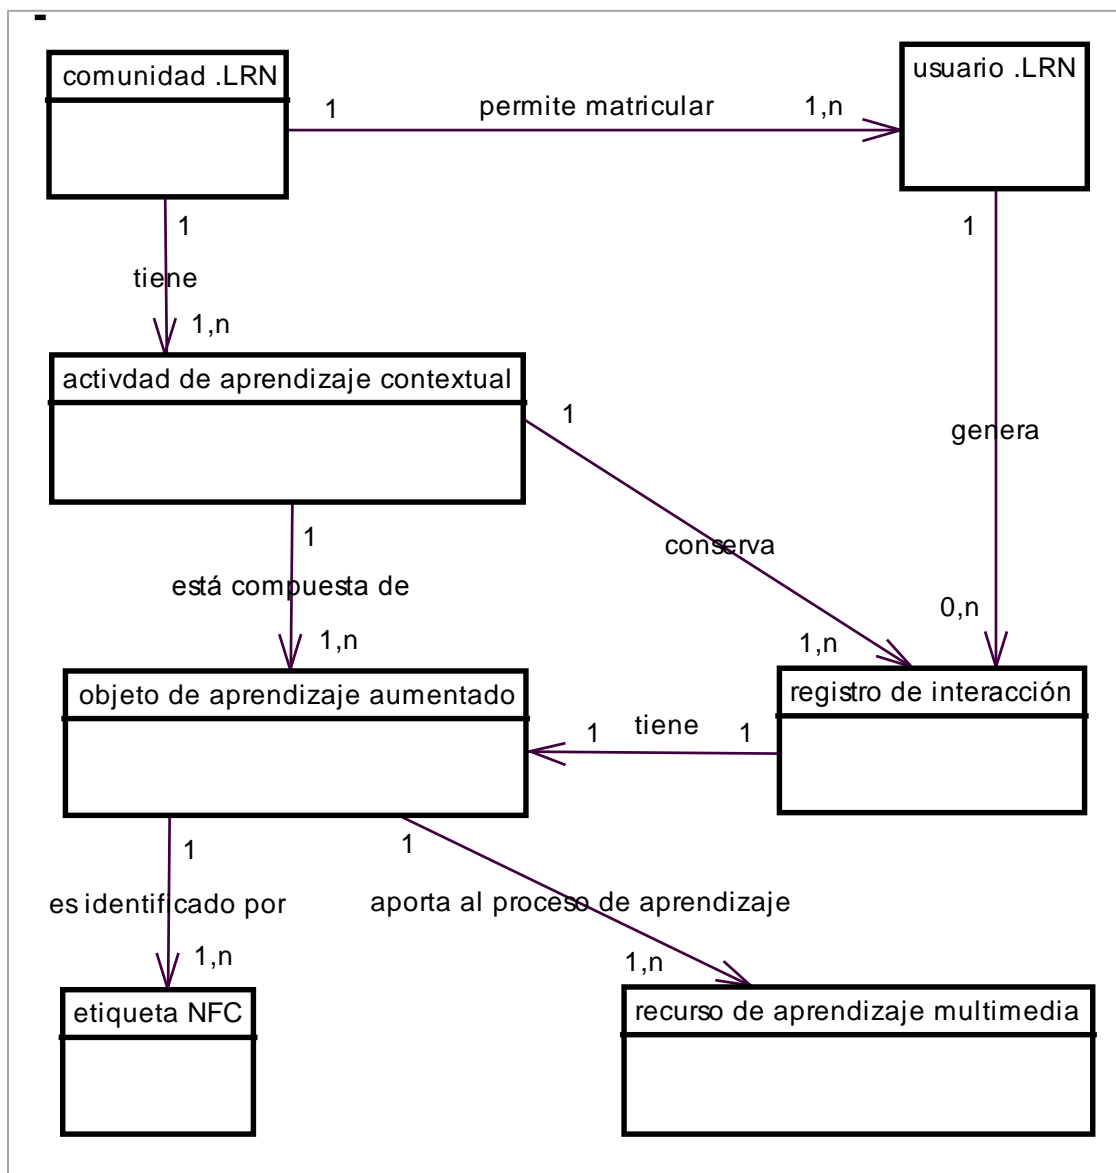 comunidad .LRN
usuario .LRN
1
permite matricular
1,n
1
1
tiene
1,n
activdad de aprendizaje contextual
1
genera
1
conserva
está compuesta de
0,n
1,n
1,n
objeto de aprendizaje aumentado
registro de interacción
1
tiene
1
1
1
es identificado por
aporta al proceso de aprendizaje
1,n
1,n
etiqueta NFC
recurso de aprendizaje multimedia